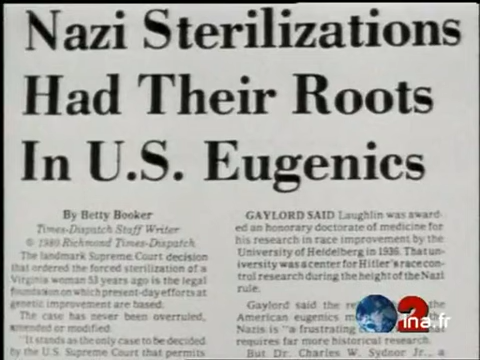 Nazi Sterilizations
Had Their Roots
In U.S. Eugenics
By Betty Booker
Times-Dispatch Staff Writer
© 1980 Richmond Times-Dispatch
The landmark Supreme Court decision
that ordered the forced sterilization of a
Virginia woman 53 years ago is the legal
foundation on which present-day efforts at
genetic improvement are based.
The case has never been overruled,
amended or modified.
"It stands as the only case to be decided
by the U.S. Supreme Court that permits
GAYLORD SAID Laughlin was award-
ed an honorary doctorate of medicine for
his research in race improvement by the
University of Heidelberg in 1936. That un-
iversity was a center for Hitler's race con-
trol research during the height of the Nazi
rule.
Gaylord said the the
American eugenics
Nazis is "a frustrating
requires far more historical research.
But Dr. Charles W. Sydnor Jr., a
2
ina.fr